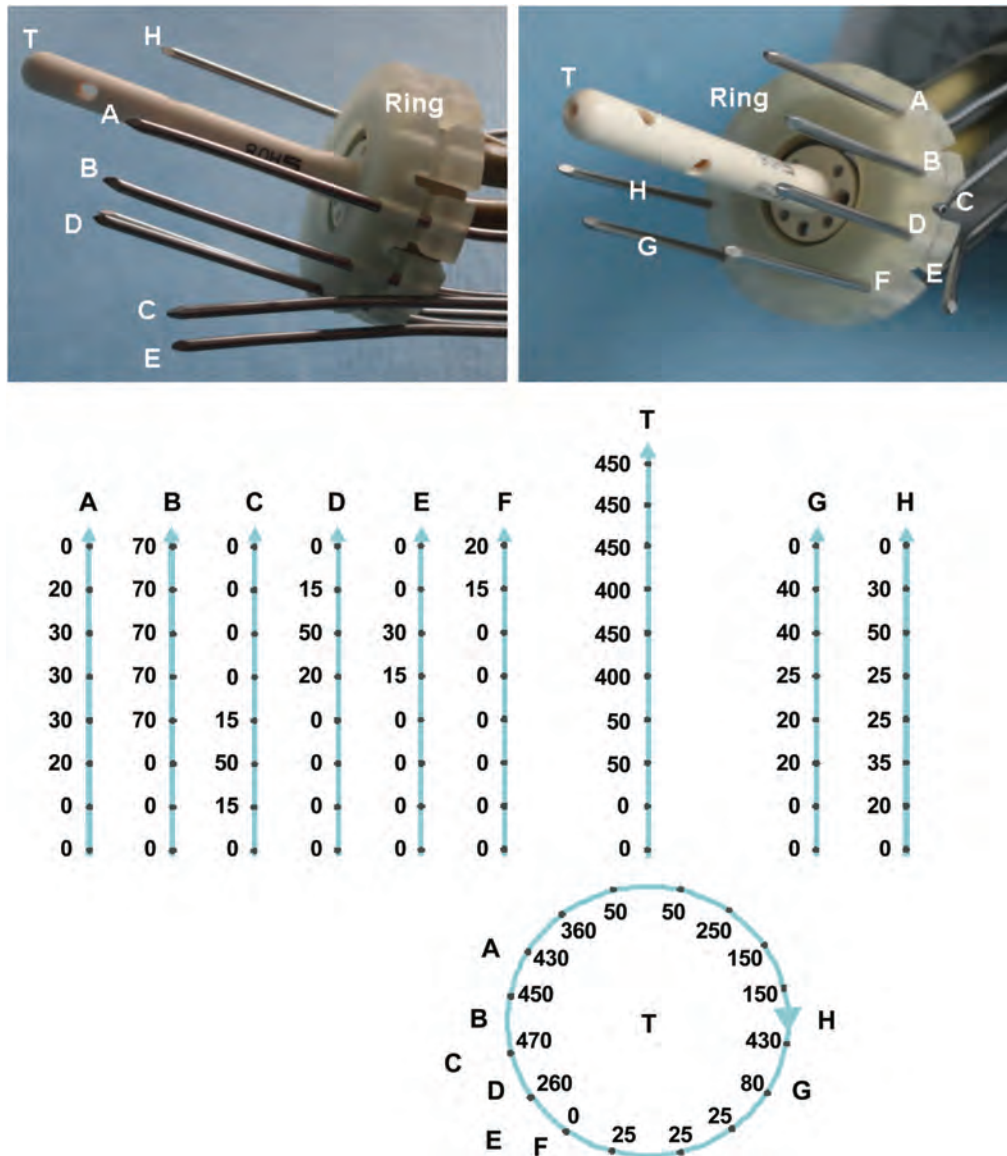 H
T
Ring
A
B
D
C
E
T
Ring
A
B
H
C
D
G
E
F
T
A B C D E F G H
450
450
0 70 0 0 0 20 450 0 0
20 70 0 15 0 15 400 40 30
30 70 0 50 30 0 450 40 50
30 70 0 20 15 0 400 25 25
30 70 15 0 0 0 50 20 25
20 0 50 0 0 0 50 20 35
0 0 15 0 0 0 0 0 20
0 0 0 0 0 0 0 0 0
50 50
360 250
A 430 150
450 150
B T H
470 430
C
D 260 80 G
0 25
E F 25 25